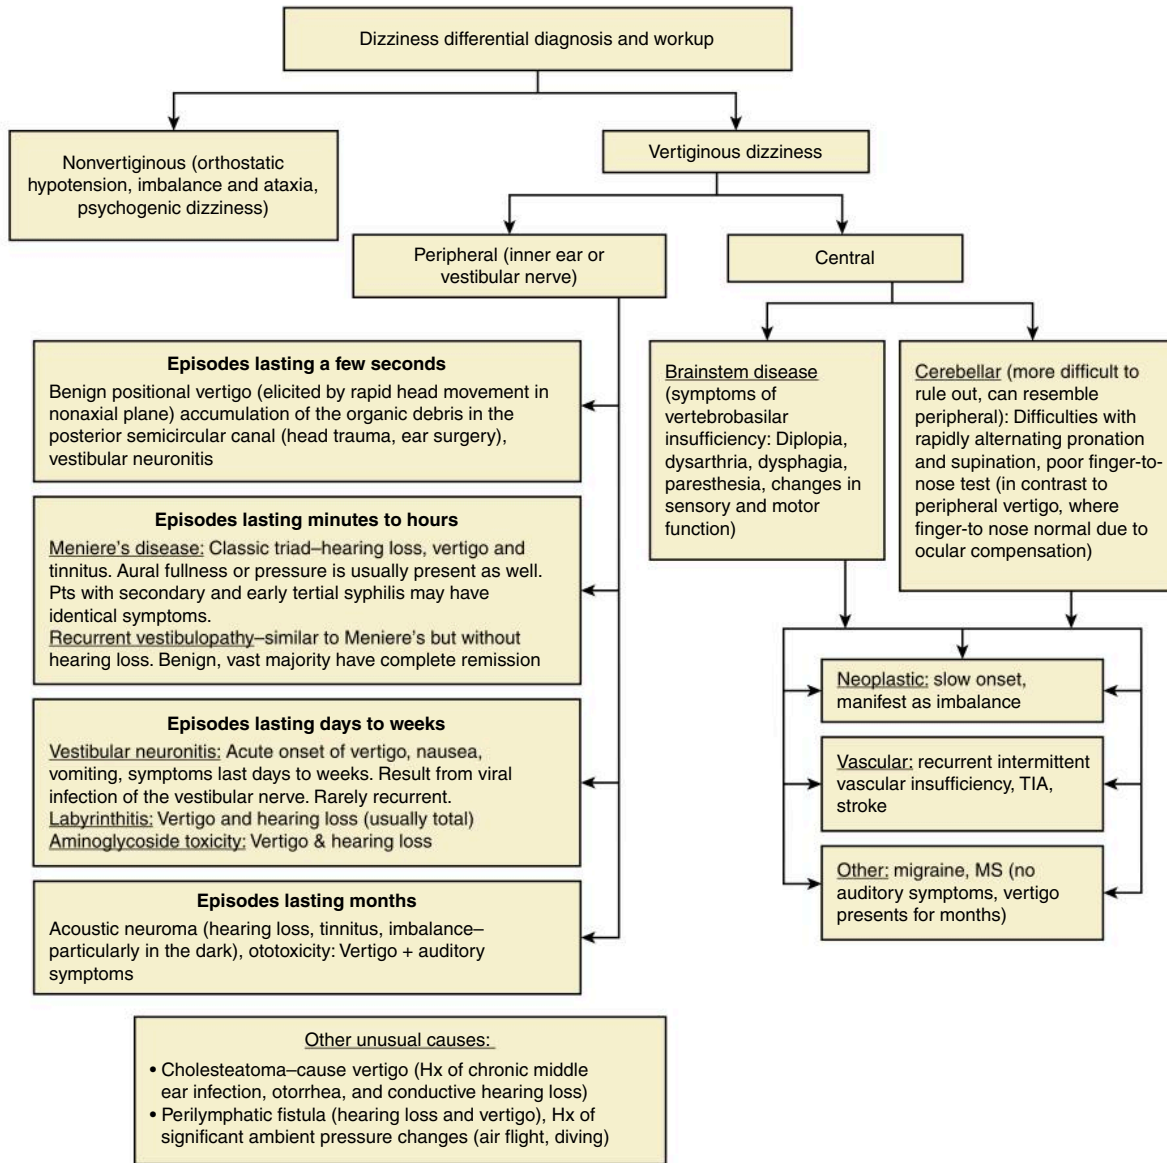 Dizziness differential diagnosis and workup
Nonvertiginous (orthostatic
hypotension, imbalance and ataxia,
psychogenic dizziness)
Vertiginous dizziness
Peripheral (inner ear or
vestibular nerve)
Central
Episodes lasting a few seconds
Benign positional vertigo (elicited by rapid head movement in
nonaxial plane) accumulation of the organic debris in the
posterior semicircular canal (head trauma, ear surgery),
vestibular neuronitis
Episodes lasting minutes to hours
Meniere's disease: Classic triad–hearing loss, vertigo and
tinnitus. Aural fullness or pressure is usually present as well.
Pts with secondary and early tertial syphilis may have
identical symptoms.
Recurrent vestibulopathy–similar to Meniere's but without
hearing loss. Benign, vast majority have complete remission
Episodes lasting days to weeks
Vestibular neuronitis: Acute onset of vertigo, nausea,
vomiting, symptoms last days to weeks. Result from viral
infection of the vestibular nerve. Rarely recurrent.
Labyrinthitis: Vertigo and hearing loss (usually total)
Aminoglycoside toxicity: Vertigo & hearing loss
Episodes lasting months
Acoustic neuroma (hearing loss, tinnitus, imbalance–
particularly in the dark), ototoxicity: Vertigo + auditory
symptoms
Other unusual causes:
• Cholesteatoma–cause vertigo (Hx of chronic middle
ear infection, otorrhea, and conductive hearing loss)
• Perilymphatic fistula (hearing loss and vertigo), Hx of
significant ambient pressure changes (air flight, diving)
Brainstem disease
(symptoms of
vertebrobasilar
insufficiency: Diplopia,
dysarthria, dysphagia,
paresthesia, changes in
sensory and motor
function)
Cerebellar (more difficult to
rule out, can resemble
peripheral): Difficulties with
rapidly alternating pronation
and supination, poor finger-to-
nose test (in contrast to
peripheral vertigo, where
finger-to nose normal due to
ocular compensation)
Neoplastic: slow onset,
manifest as imbalance
Vascular: recurrent intermittent
vascular insufficiency, TIA,
stroke
Other: migraine, MS (no
auditory symptoms, vertigo
presents for months)